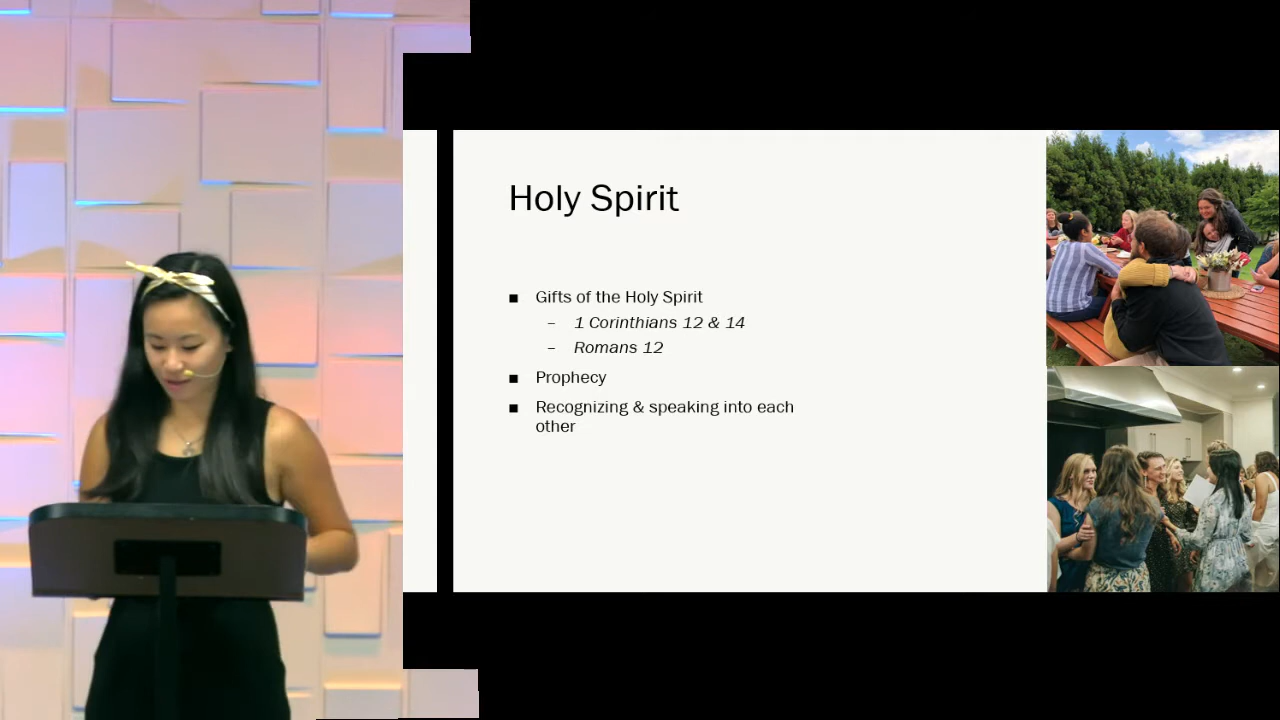 Holy Spirit
■ Gifts of the Holy Spirit
– 1 Corinthians 12 & 14
– Romans 12
■ Prophecy
■ Recognizing & speaking into each
other